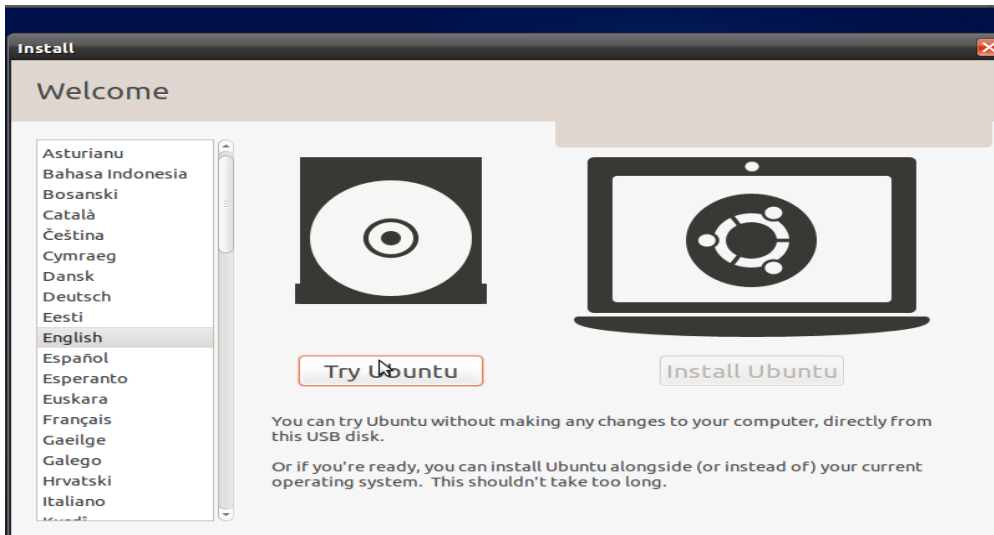 Install
Welcome
Asturianu
Bahasa Indonesia
Bosanski
Català
Čeština
Cymraeg
Dansk
Deutsch
Eesti
English
Español
Esperanto
Euskara
Français
Gaeilge
Galego
Hrvatski
Italiano
Try Ubuntu
Install Ubuntu
You can try Ubuntu without making any changes to your computer, directly from
this USB disk.
Or if you're ready, you can install Ubuntu alongside (or instead of) your current
operating system.  This shouldn't take too long.